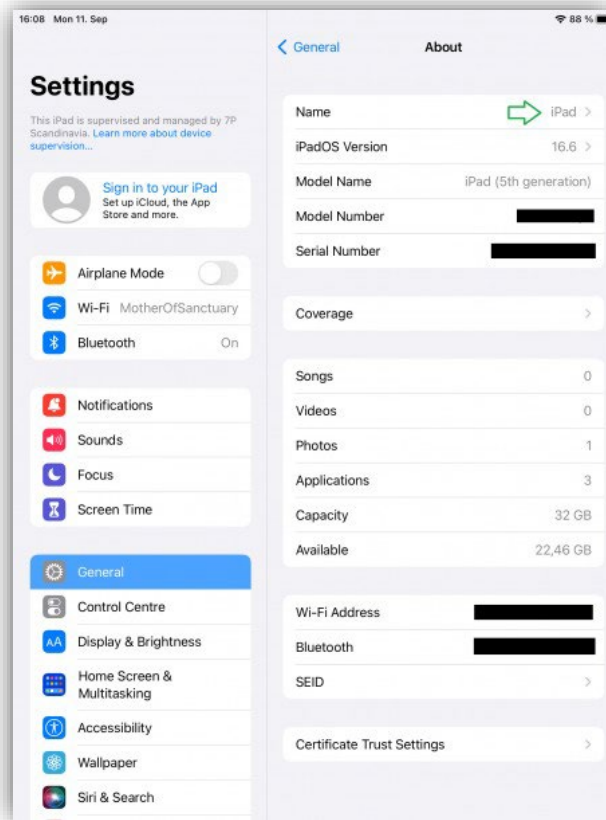 16:08 Mon 11. Sep
88 %
Settings
This iPad is supervised and managed by 7P
Scandinavia. Learn more about device
supervision...
Sign in to your iPad
Set up iCloud, the App
Store and more.
Airplane Mode
Wi-Fi MotherOfSanctuary
Bluetooth On
Notifications
Sounds
Focus
Screen Time
General
Control Centre
AA Display & Brightness
Home Screen &
Multitasking
Accessibility
Wallpaper
Siri & Search
General
About
Name iPad
iPadOS Version 16.6
Model Name iPad (5th generation)
Model Number
Serial Number
Coverage
Songs 0
Videos 0
Photos 1
Applications 3
Capacity 32 GB
Available 22,46 GB
Wi-Fi Address
Bluetooth
SEID
Certificate Trust Settings